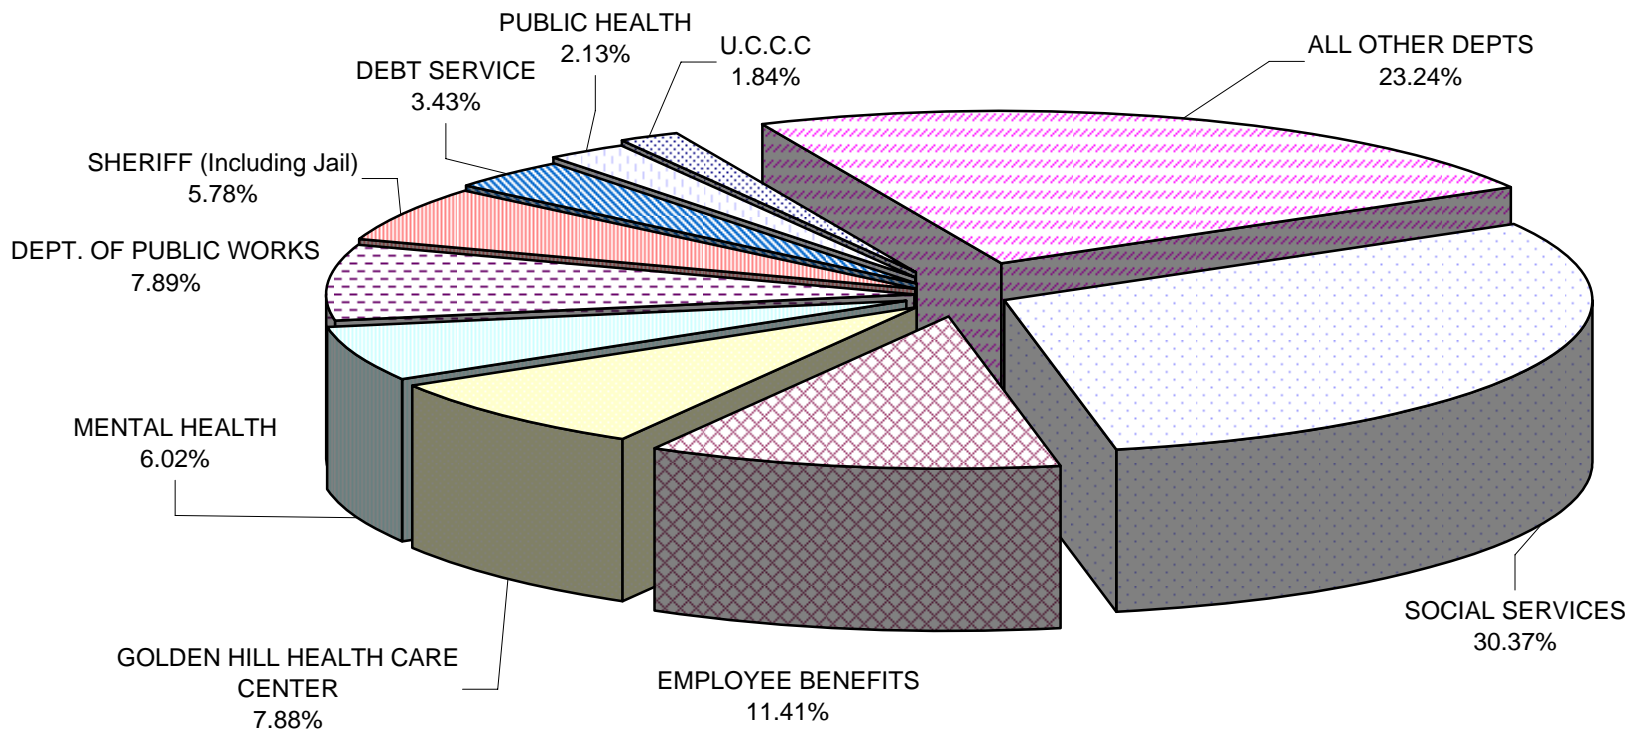 PUBLIC HEALTH
2.13%
U.C.C.C
1.84%
ALL OTHER DEPTS
23.24%
DEBT SERVICE
3.43%
SHERIFF (Including Jail)
5.78%
DEPT. OF PUBLIC WORKS
7.89%
MENTAL HEALTH
6.02%
GOLDEN HILL HEALTH CARE
CENTER
7.88%
EMPLOYEE BENEFITS
11.41%
SOCIAL SERVICES
30.37%